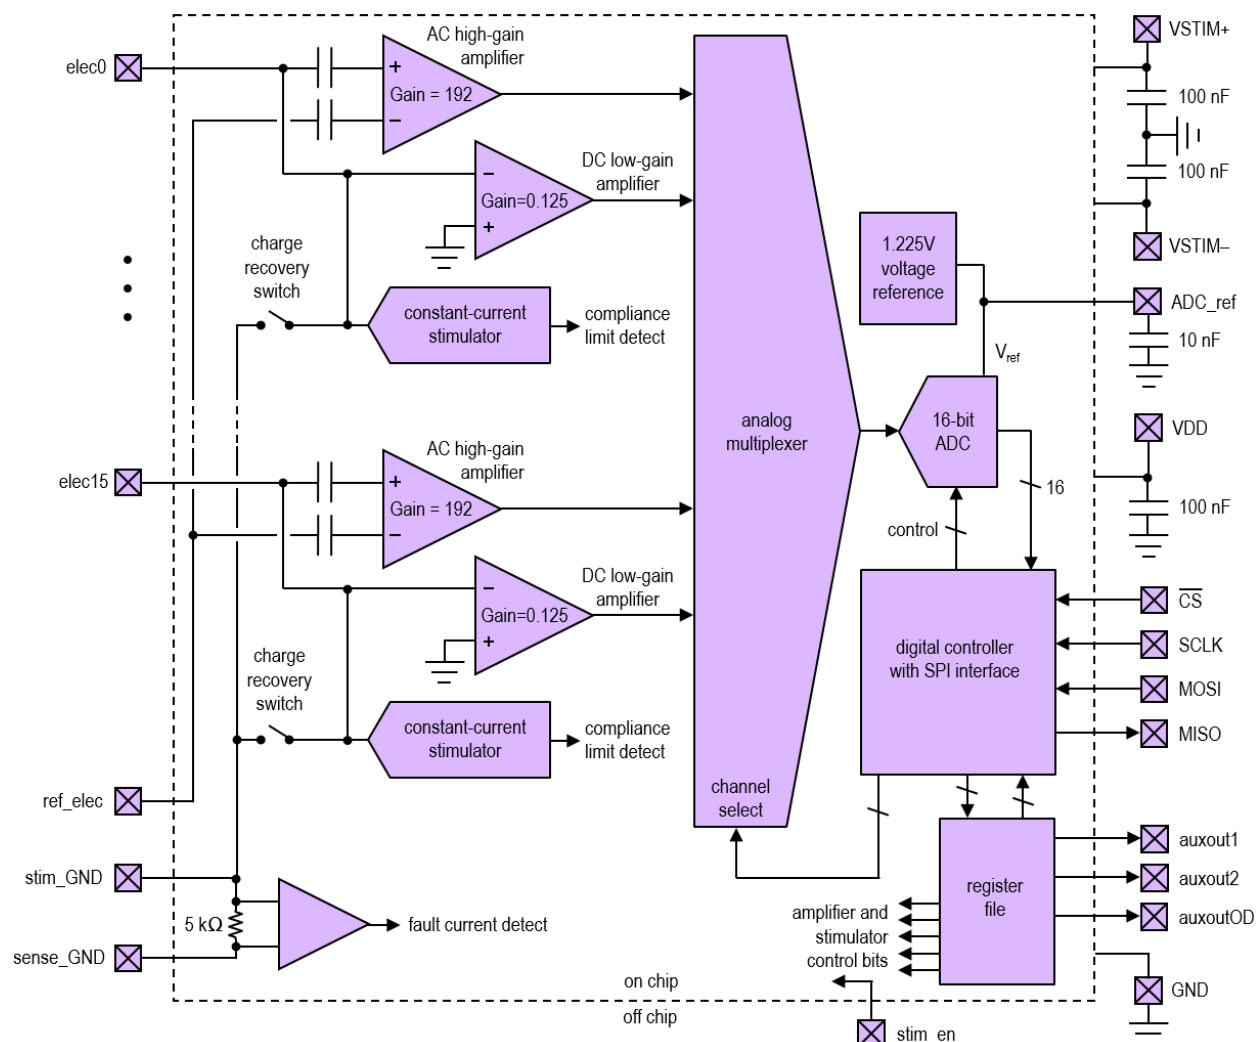 elec0
AC high-gain
amplifier
+
Gain = 192
−
DC low-gain
amplifier
−
Gain=0.125
+
charge
recovery
switch
constant-current
stimulator
compliance
limit detect
elec15
AC high-gain
amplifier
+
Gain = 192
−
DC low-gain
amplifier
−
Gain=0.125
+
charge
recovery
switch
constant-current
stimulator
compliance
limit detect
ref_elec
stim_GND
5 kΩ
sense_GND
fault current detect
analog
multiplexer
channel
select
1.225V
voltage
reference
Vref
16-bit
ADC
16
control
digital controller
with SPI interface
register
file
amplifier and
stimulator
control bits
on chip
off chip
stim_en
VSTIM+
100 nF
100 nF
VSTIM–
ADC_ref
10 nF
VDD
100 nF
CS
SCLK
MOSI
MISO
auxout1
auxout2
auxoutOD
GND